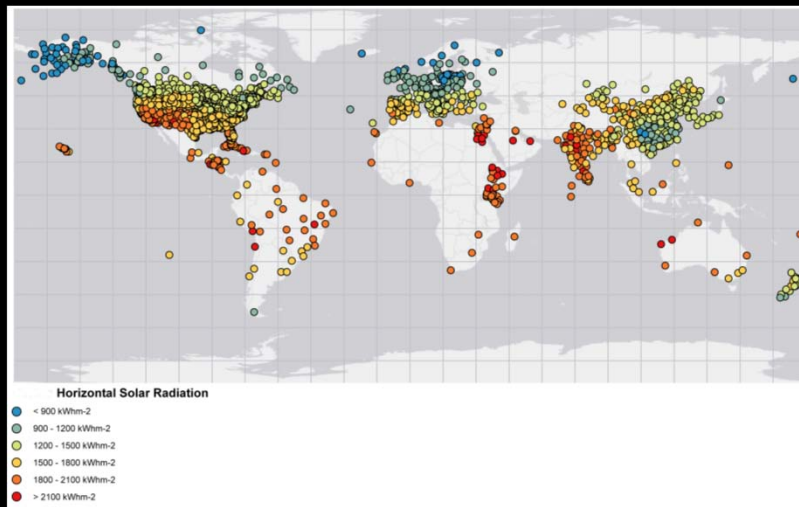 Horizontal Solar Radiation
< 900 kWhm-2
900 - 1200 kWhm-2
1200 - 1500 kWhm-2
1500 - 1800 kWhm-2
1800 - 2100 kWhm-2
> 2100 kWhm-2